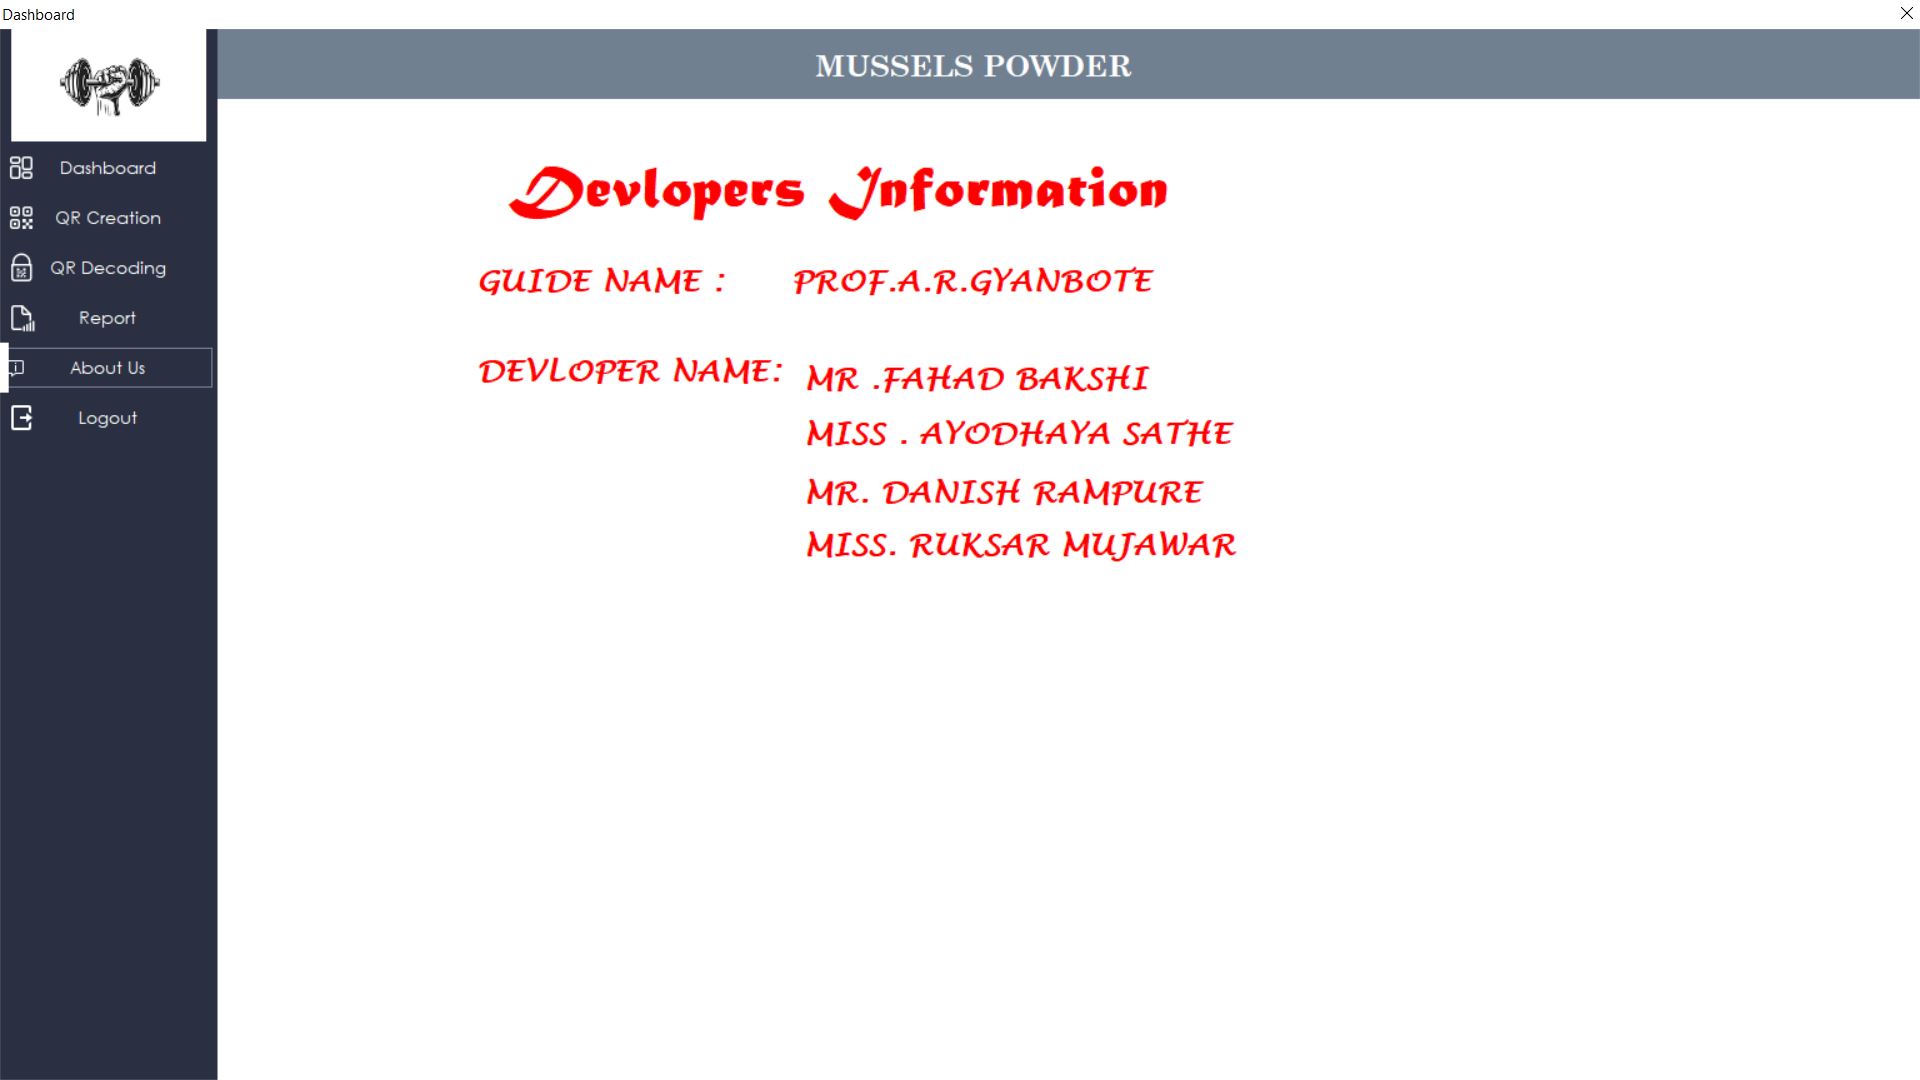 Dashboard
MUSSELS POWDER
Dashboard
QR Creation
QR Decoding
Report
About Us
Logout
Devlopers Information
GUIDE NAME : PROF.A.R.GYANBOTE
DEVLOPER NAME: MR .FAHAD BAKSHI
MISS . AYODHAYA SATHE
MR. DANISH RAMPURE
MISS. RUKSAR MUJAWAR